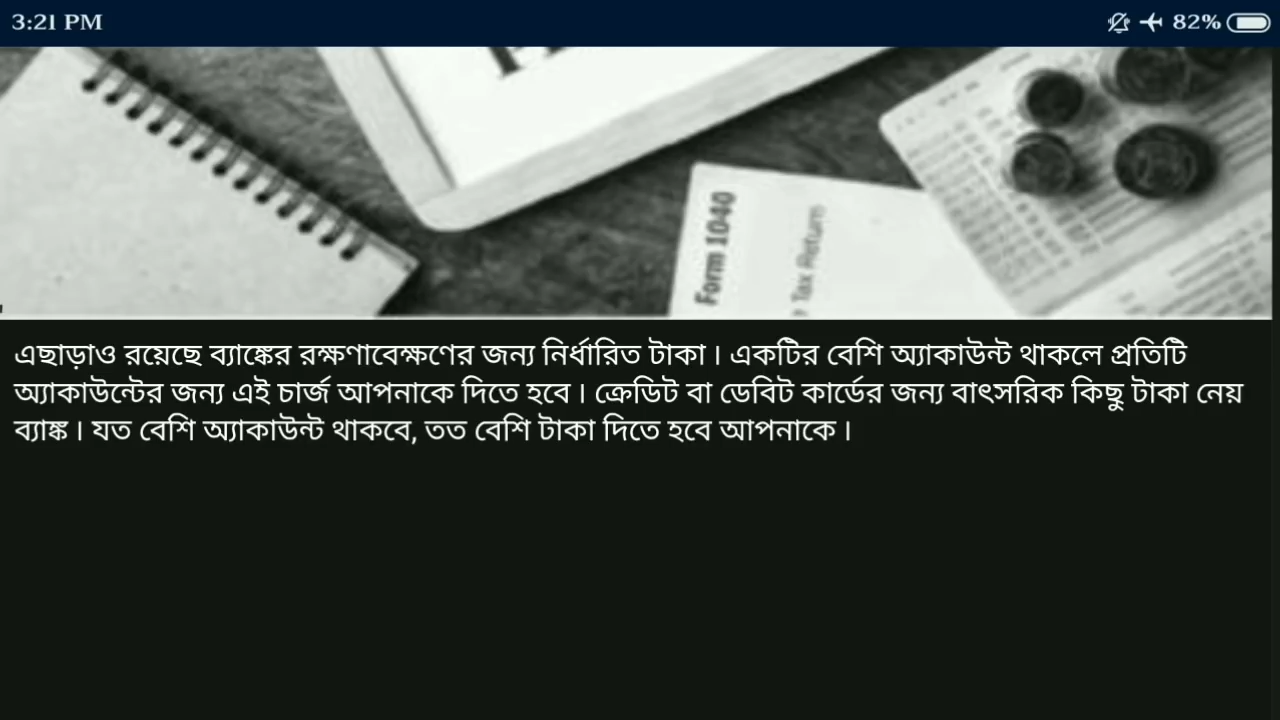 3:21 PM 82%
Form 1040
Tax Return
এছাড়াও রয়েছে ব্যাঙ্কের রক্ষণাবেক্ষণের জন্য নির্ধারিত টাকা। একটির বেশি অ্যাকাউন্ট থাকলে প্রতিটি
অ্যাকাউন্টের জন্য এই চার্জ আপনাকে দিতে হবে। ক্রেডিট বা ডেবিট কার্ডের জন্য বাৎসরিক কিছু টাকা নেয়
ব্যাঙ্ক। যত বেশি অ্যাকাউন্ট থাকবে, তত বেশি টাকা দিতে হবে আপনাকে।